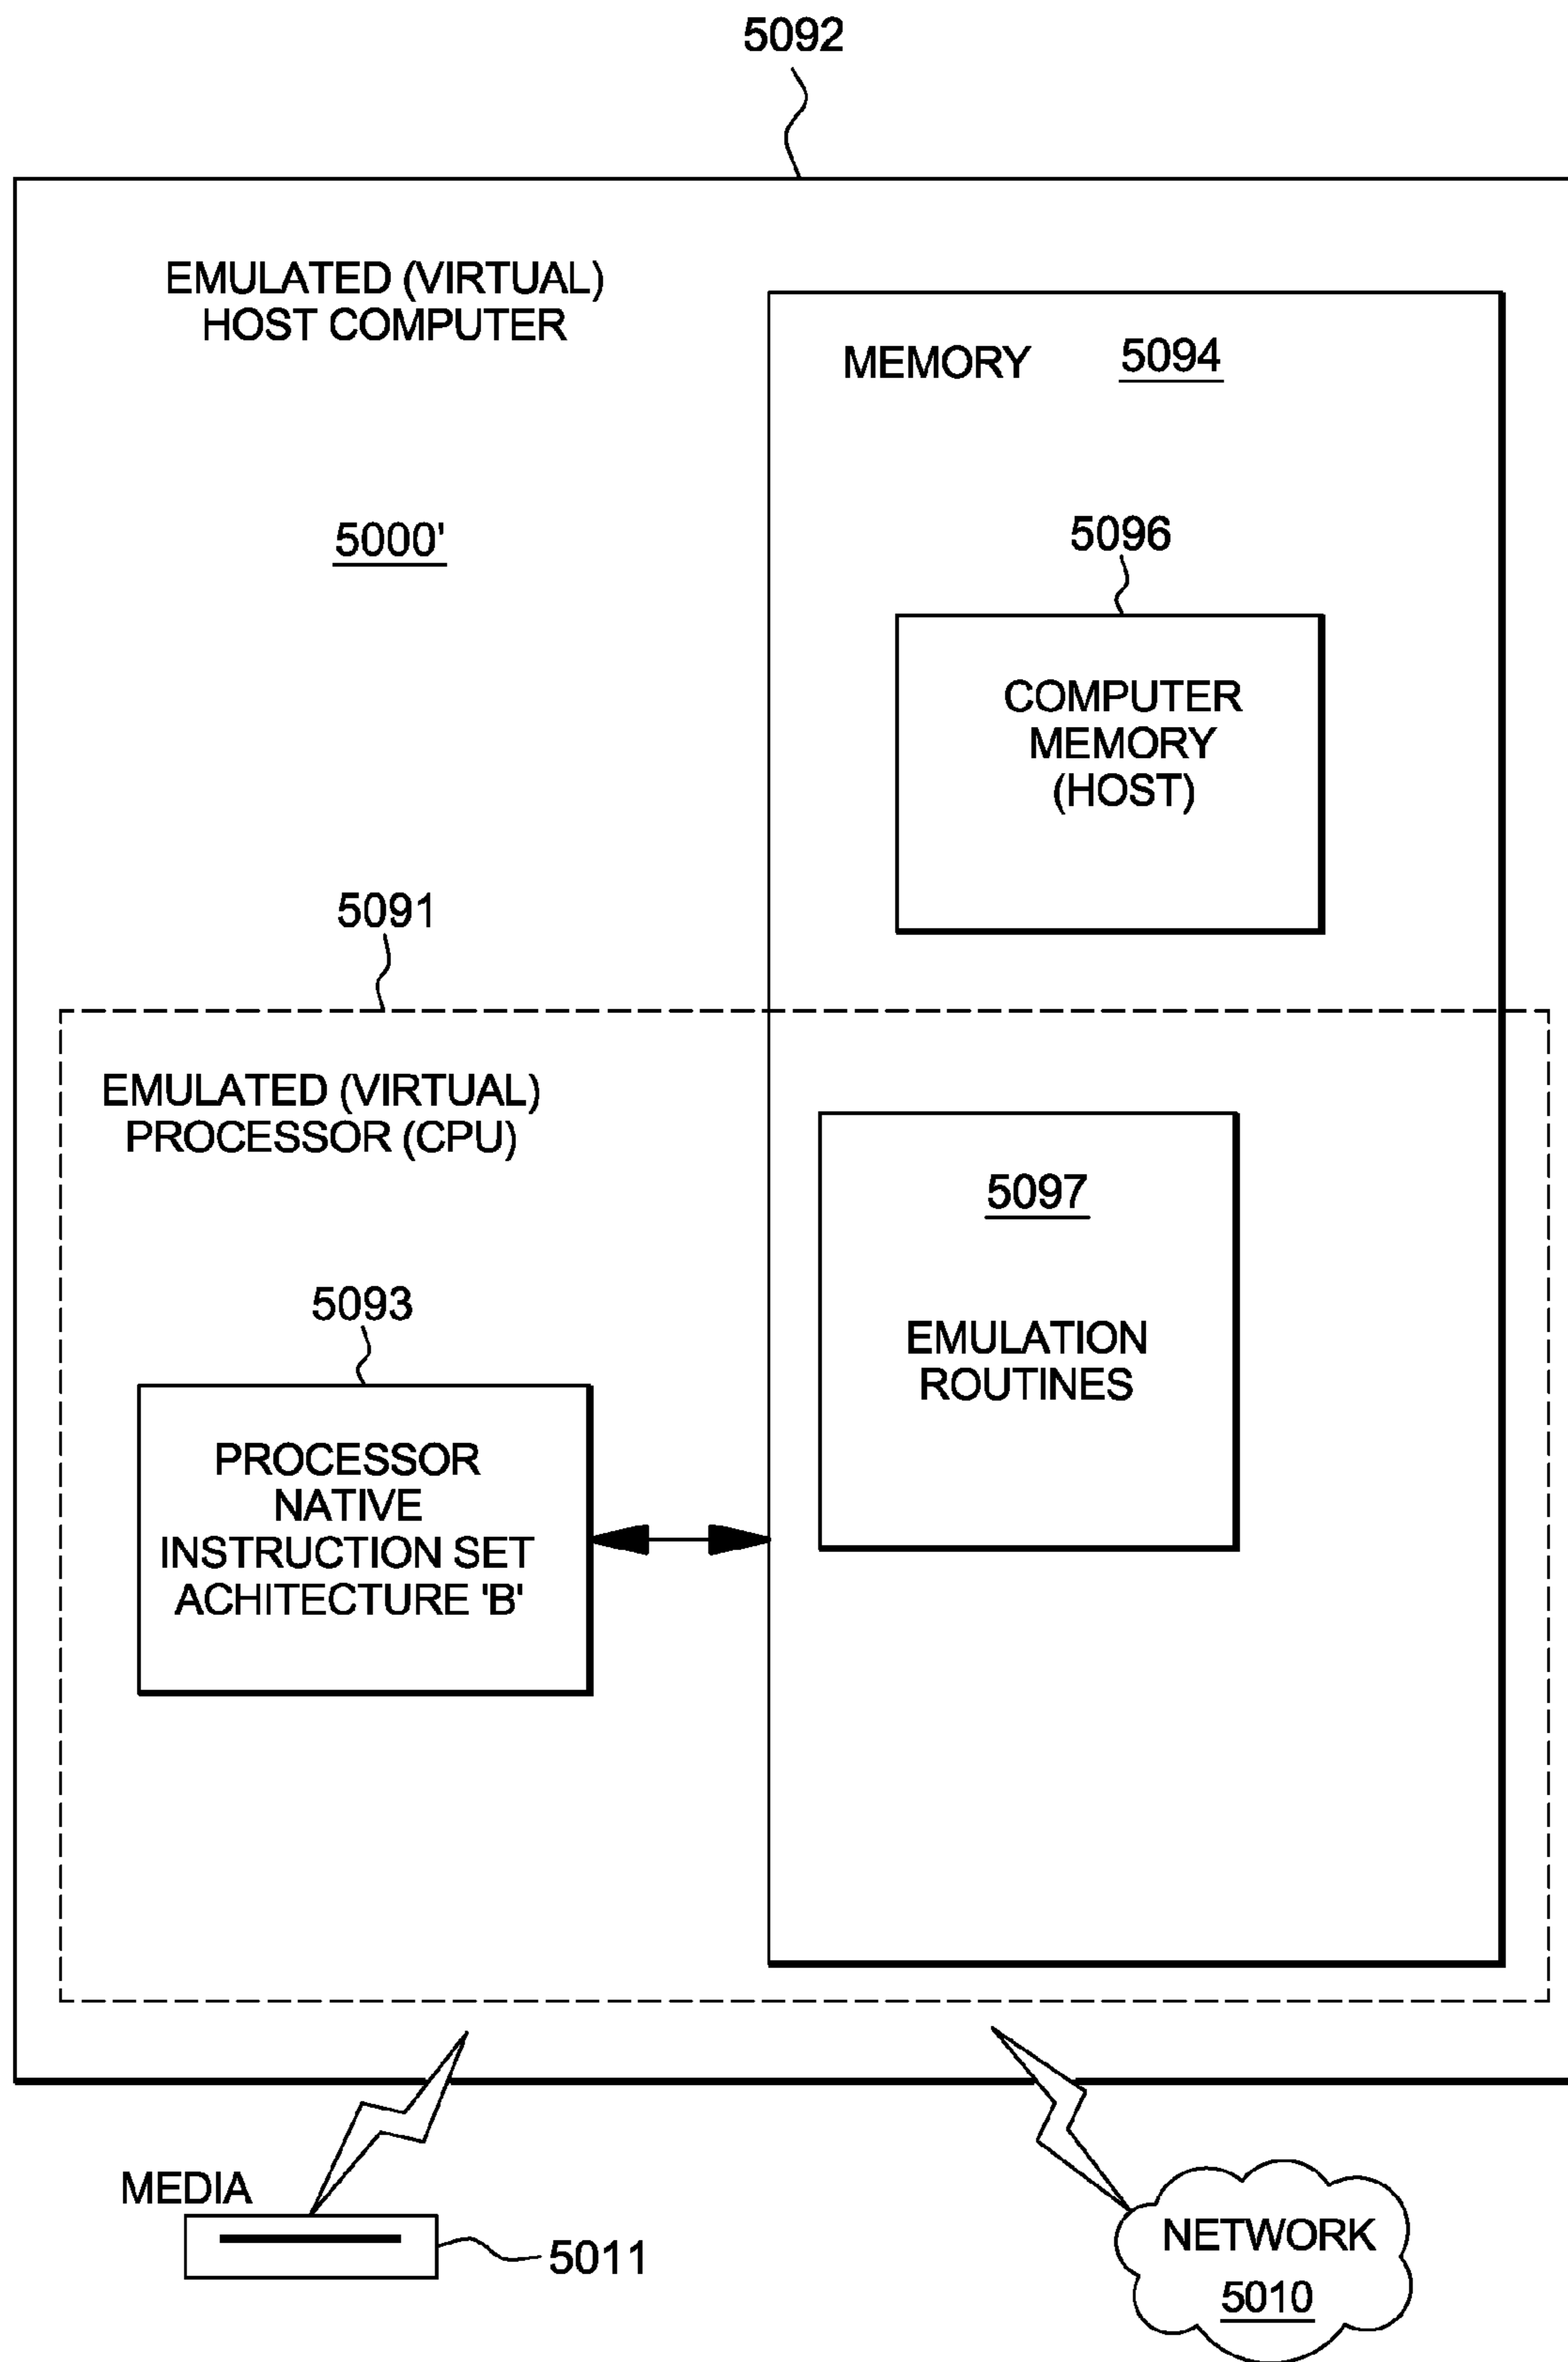 5092
EMULATED (VIRTUAL)
HOST COMPUTER
MEMORY 5094
5000'
5096
COMPUTER
MEMORY
(HOST)
5091
EMULATED (VIRTUAL)
PROCESSOR (CPU)
5097
EMULATION
ROUTINES
5093
PROCESSOR
NATIVE
INSTRUCTION SET
ACHITECTURE 'B'
MEDIA
5011
NETWORK
5010